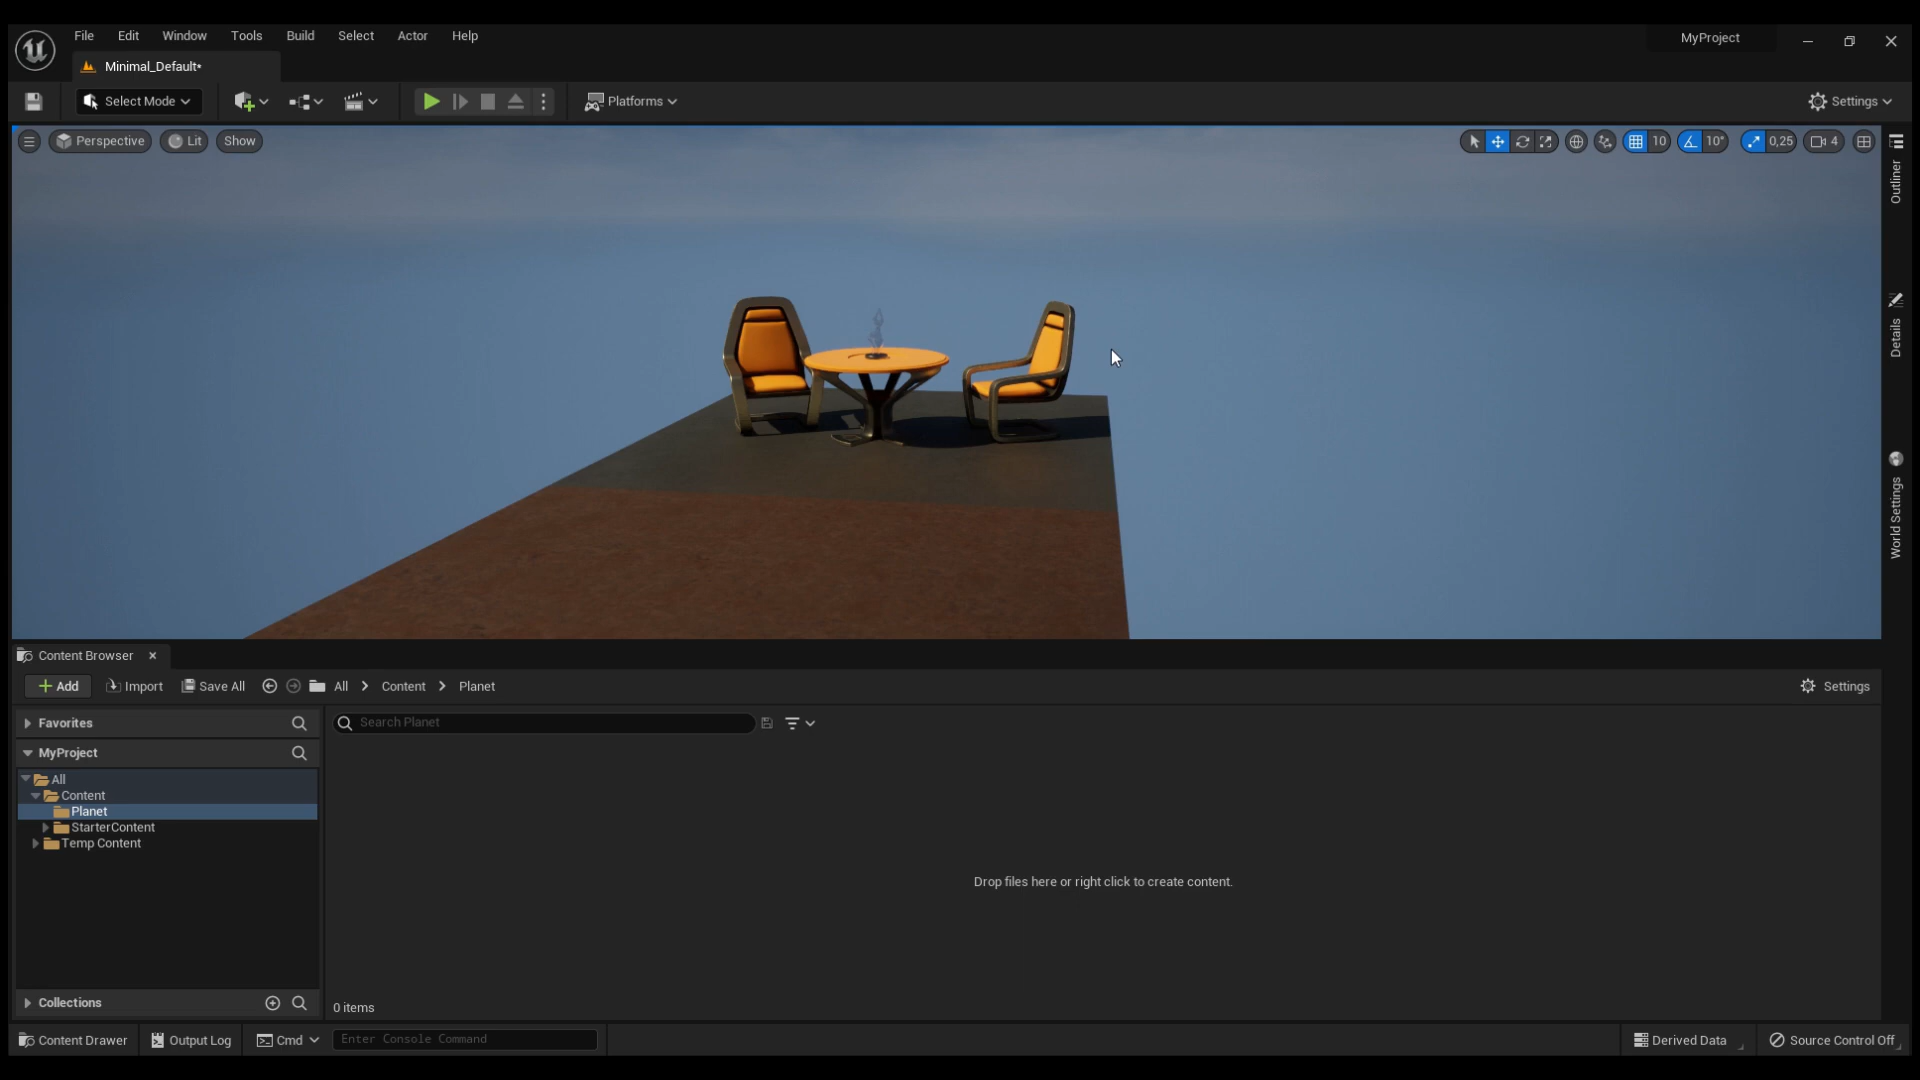 File Edit Window Tools Build Select Actor Help
MyProject
Minimal_Default•
Select Mode
Platforms
Settings
Perspective
Lit
Show
10
10°
0,25
4
Outliner
Details
World Settings
Content Browser
Add
Import
Save All
All
Content
Planet
Settings
Favorites
Search Planet
MyProject
All
Content
Planet
StarterContent
Temp Content
Drop files here or right click to create content.
Collections
0 items
Content Drawer
Output Log
Cmd
Enter Console Command
Derived Data
Source Control Off